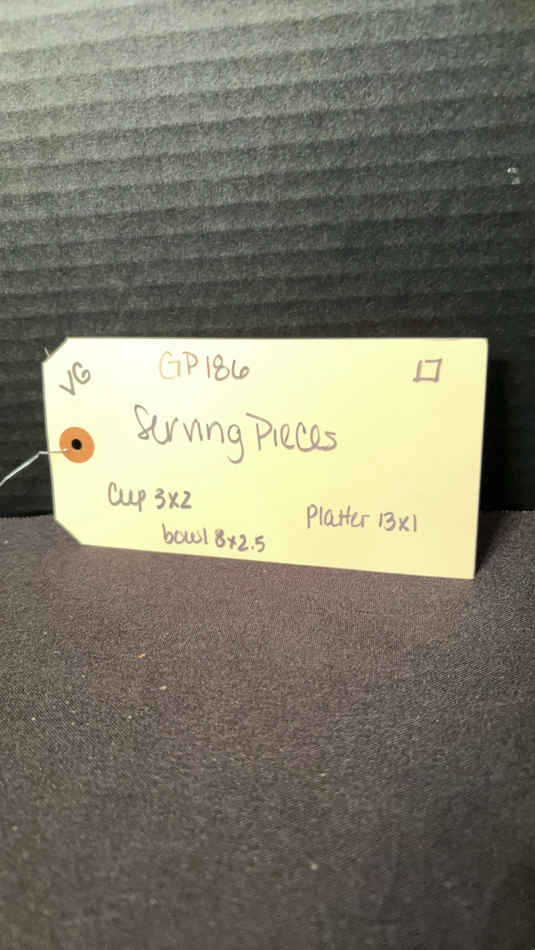 VG
GP186
Serving Pieces
Cup 3x2
Platter 13x1
bowl 8x2.5